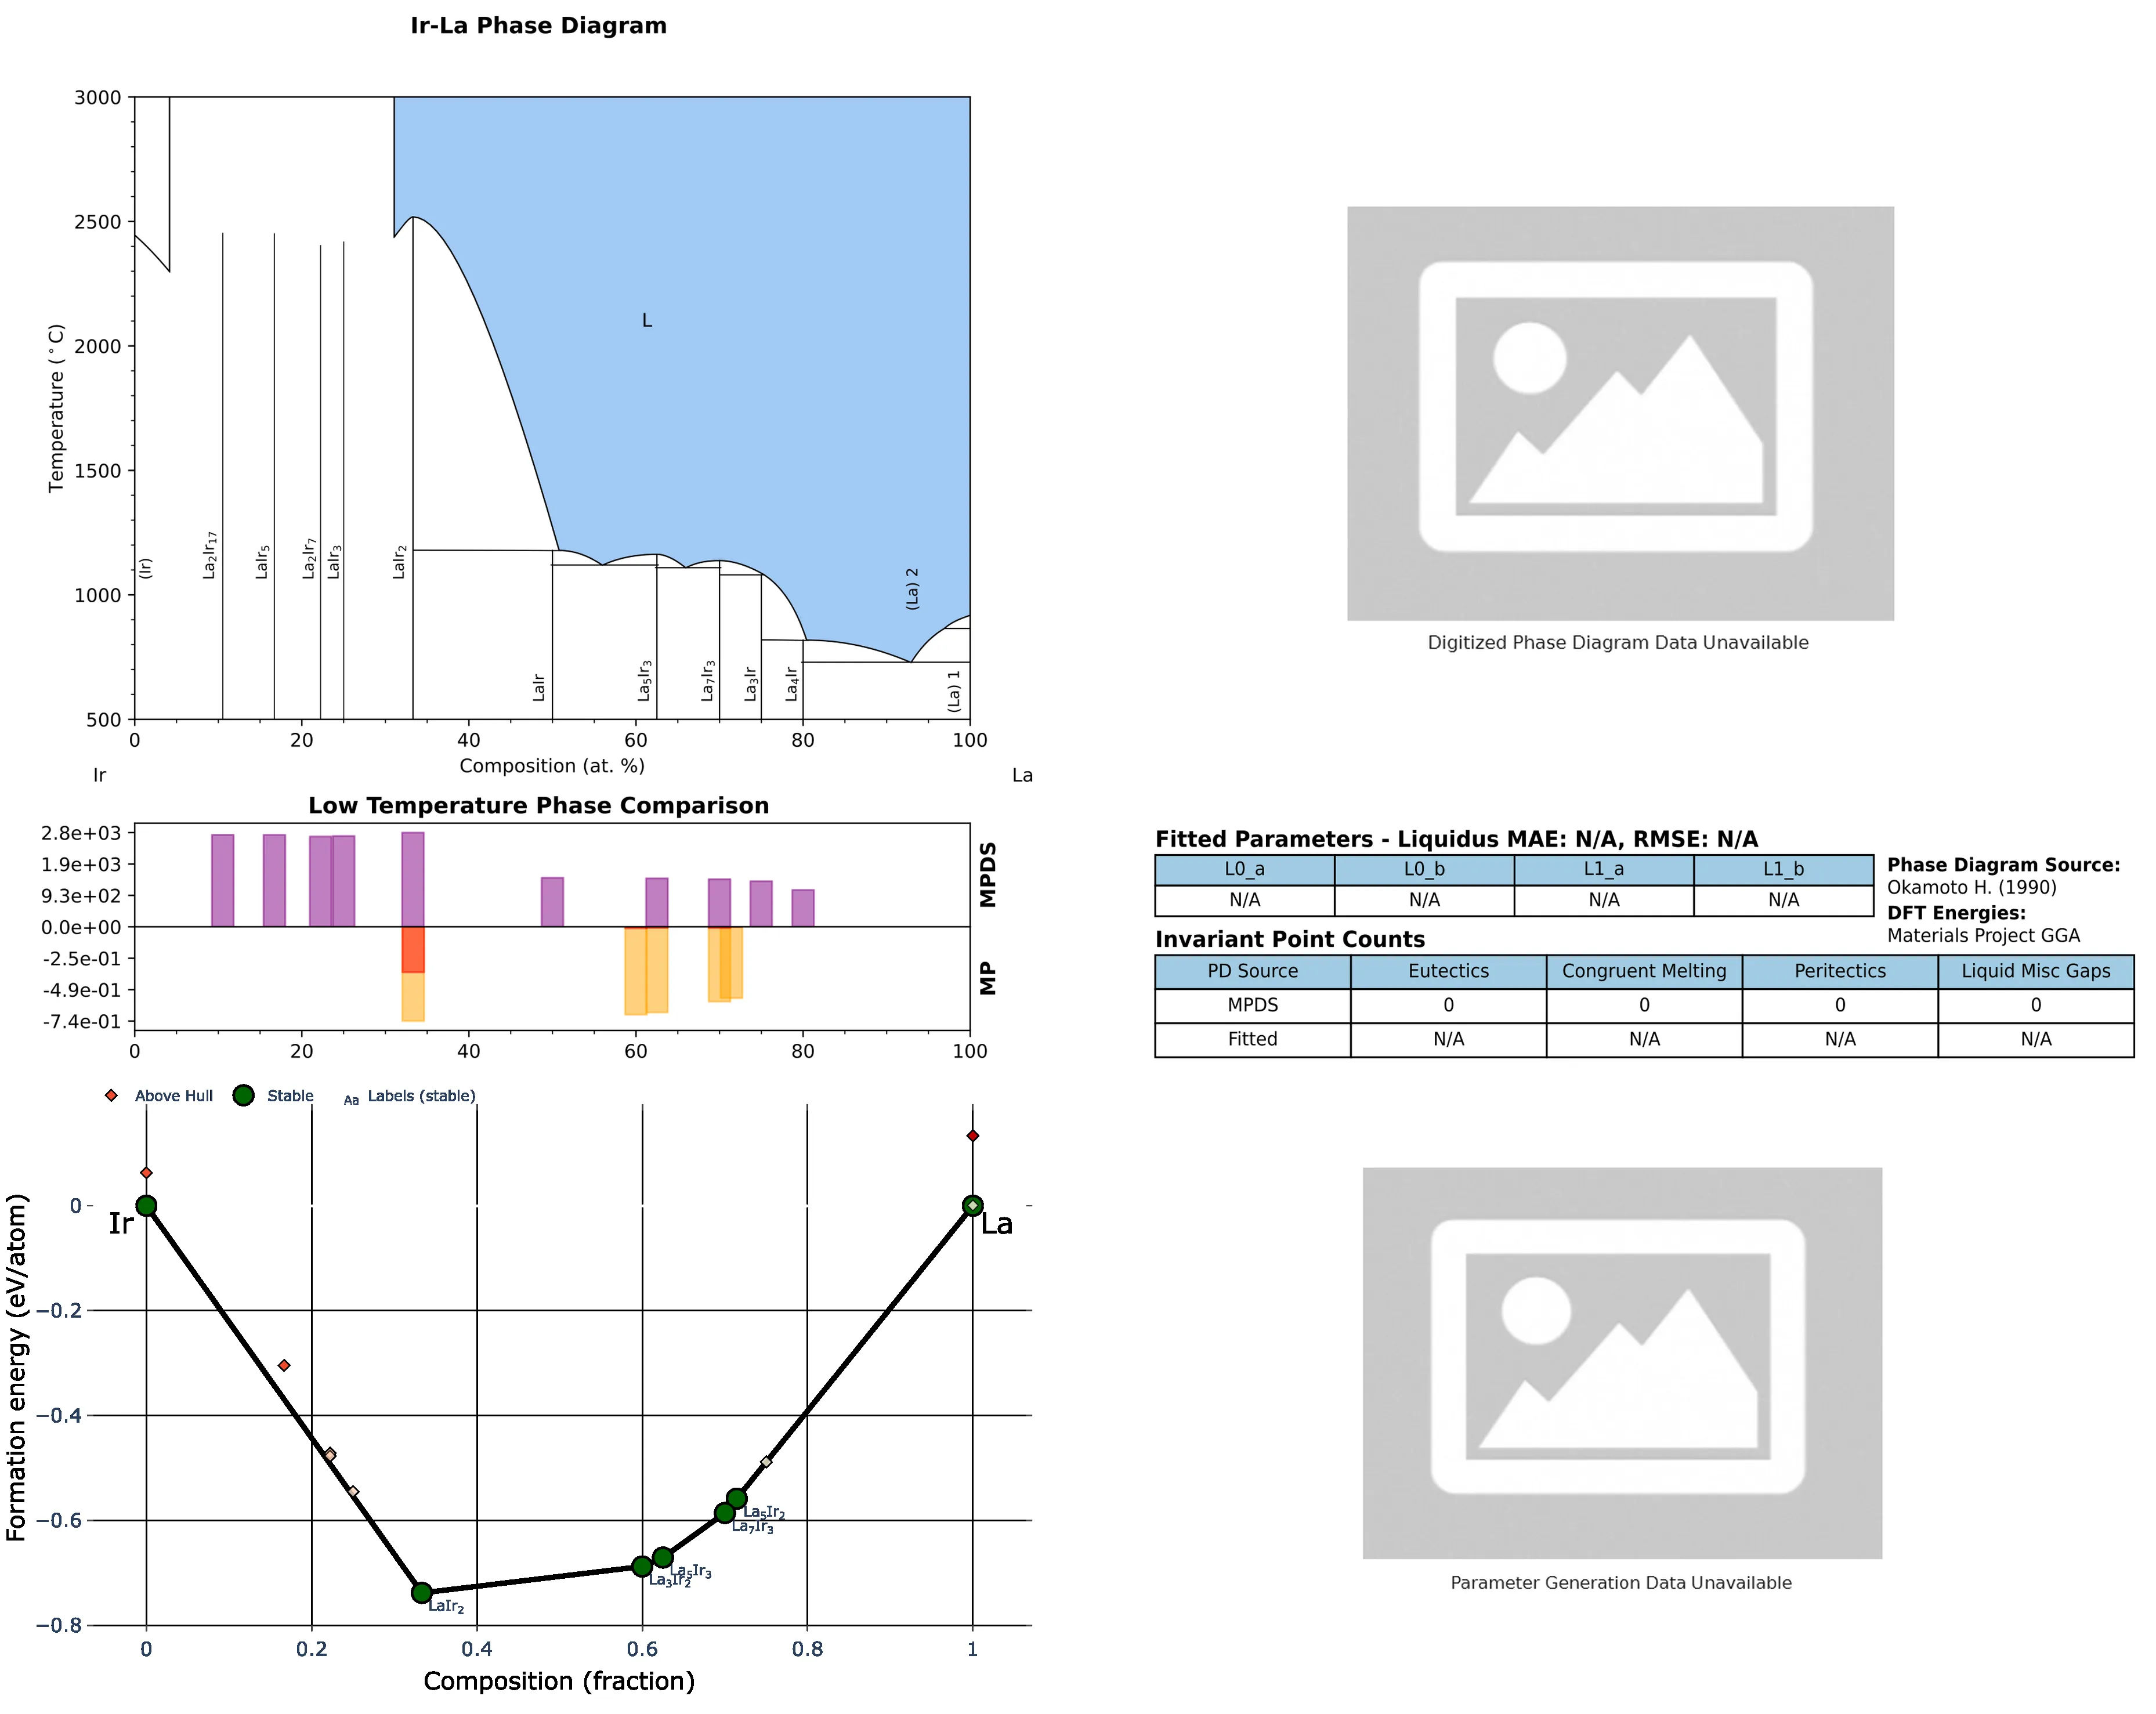 Ir-La Phase Diagram
3000
2500
2000
1500
1000
500
Temperature (°C)
L
(Ir)
La2Ir17
LaIr5
La2Ir7
LaIr3
LaIr2
LaIr
La5Ir3
La7Ir3
La3Ir
La4Ir
(La) 2
(La) 1
0 20 40 60 80 100
Composition (at. %)
Ir La
Digitized Phase Diagram Data Unavailable
Low Temperature Phase Comparison
2.8e+03
1.9e+03
9.3e+02
0.0e+00
-2.5e-01
-4.9e-01
-7.4e-01
MPDS
MP
0 20 40 60 80 100
Fitted Parameters - Liquidus MAE: N/A, RMSE: N/A
L0_a L0_b L1_a L1_b
N/A N/A N/A N/A
Phase Diagram Source:
Okamoto H. (1990)
DFT Energies:
Materials Project GGA
Invariant Point Counts
PD Source Eutectics Congruent Melting Peritectics Liquid Misc Gaps
MPDS 0 0 0 0
Fitted N/A N/A N/A N/A
Above Hull Stable Aa Labels (stable)
0
−0.2
−0.4
−0.6
−0.8
Formation energy (eV/atom)
Ir
La
La5Ir2
La7Ir3
La5Ir3
La3Ir2
LaIr2
0 0.2 0.4 0.6 0.8 1
Composition (fraction)
Parameter Generation Data Unavailable